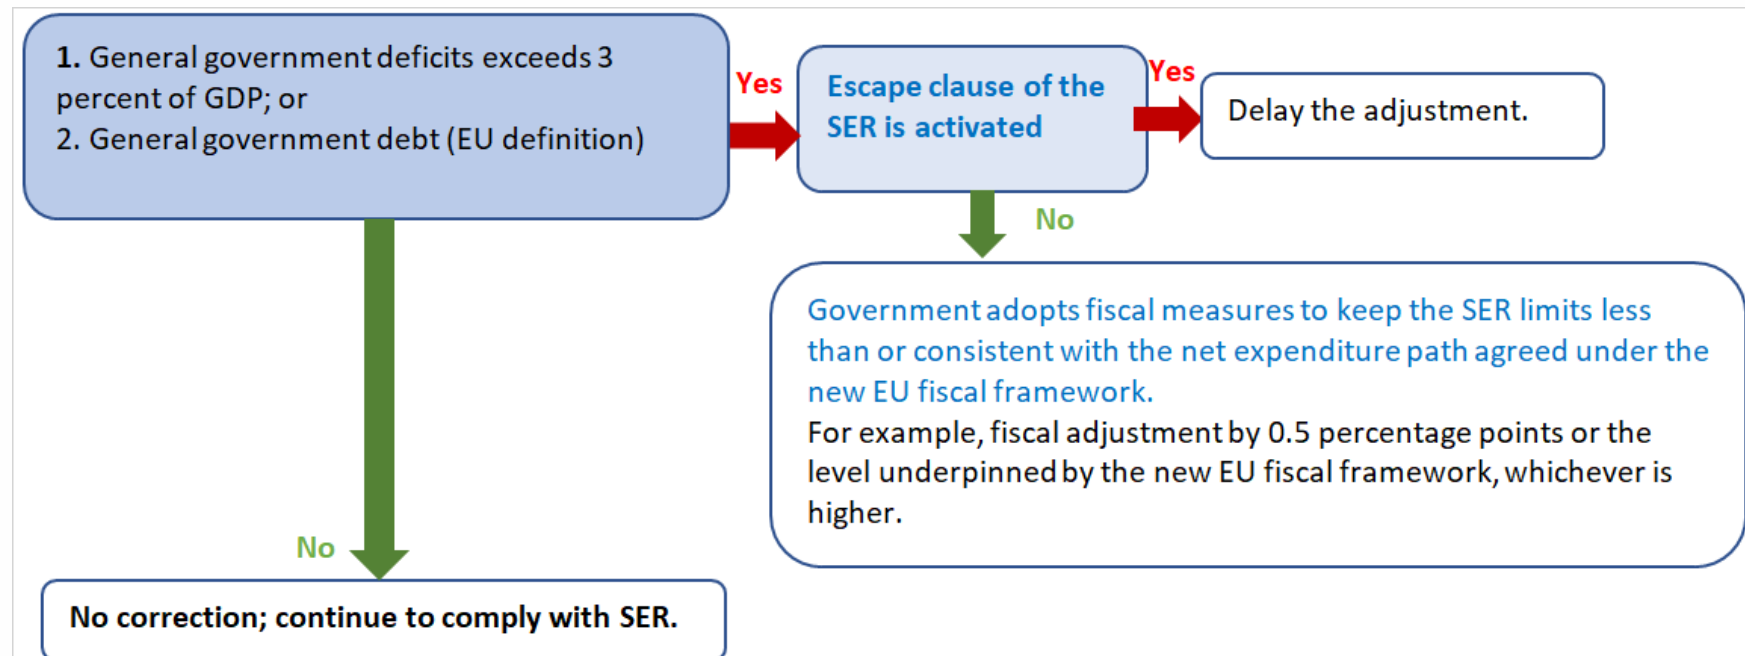 1. General government deficits exceeds 3
percent of GDP; or
2. General government debt (EU definition)
Yes
Escape clause of the
SER is activated
Yes
Delay the adjustment.
No
Government adopts fiscal measures to keep the SER limits less
than or consistent with the net expenditure path agreed under the
new EU fiscal framework.
For example, fiscal adjustment by 0.5 percentage points or the
level underpinned by the new EU fiscal framework, whichever is
higher.
No
No correction; continue to comply with SER.